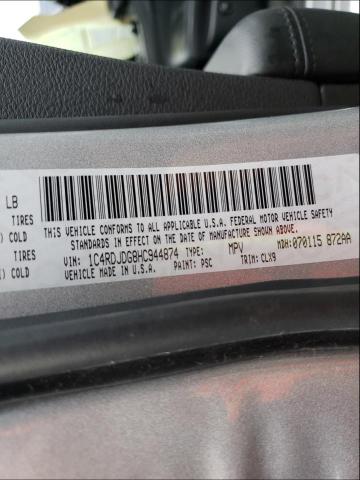 LB
TIRES
) COLD
TIRES
) COLD
THIS VEHICLE CONFORMS TO ALL APPLICABLE U.S.A. FEDERAL MOTOR VEHICLE SAFETY
STANDARDS IN EFFECT ON THE DATE OF MANUFACTURE SHOWN ABOVE.
VIN: 1C4RDJDG8HC944874 TYPE: MPV MDH:070115 872AA
VEHICLE MADE IN U.S.A. PAINT: PSC TRIM: CLX9